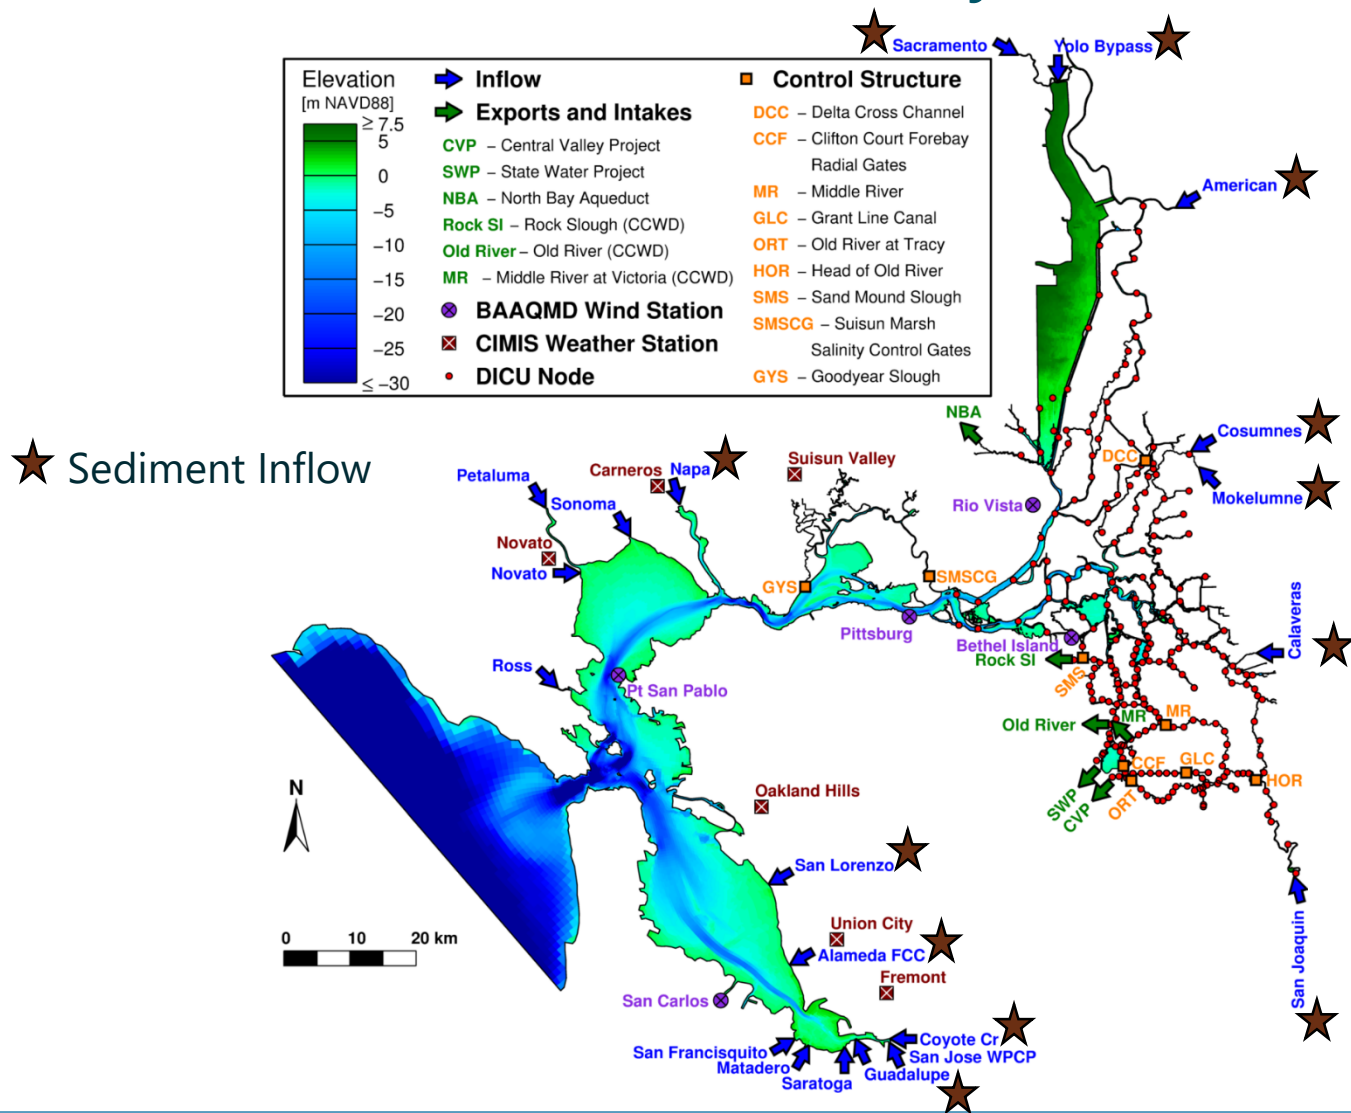 Sacramento
Yolo Bypass
Elevation
[m NAVD88]
≥ 7.5
5
0
−5
−10
−15
−20
−25
≤ −30
Inflow
Exports and Intakes
CVP – Central Valley Project
SWP – State Water Project
NBA – North Bay Aqueduct
Rock Sl – Rock Slough (CCWD)
Old River – Old River (CCWD)
MR – Middle River at Victoria (CCWD)
BAAQMD Wind Station
CIMIS Weather Station
DICU Node
Control Structure
DCC – Delta Cross Channel
CCF – Clifton Court Forebay
Radial Gates
MR – Middle River
GLC – Grant Line Canal
ORT – Old River at Tracy
HOR – Head of Old River
SMS – Sand Mound Slough
SMSCG – Suisun Marsh
Salinity Control Gates
GYS – Goodyear Slough
American
NBA
Cosumnes
DCC
Mokelumne
Sediment Inflow
Petaluma
Carneros
Napa
Suisun Valley
Sonoma
Rio Vista
Novato
Novato
GYS
SMSCG
Pittsburg
Bethel Island
Calaveras
Rock Sl
SMS
Ross
Pt San Pablo
Old River
MR
MR
CCF
GLC
HOR
SWP
CVP
ORT
N
Oakland Hills
San Lorenzo
Union City
0 10 20 km
Alameda FCC
Fremont
San Joaquin
San Carlos
Coyote Cr
San Francisquito
San Jose WPCP
Matadero
Guadalupe
Saratoga